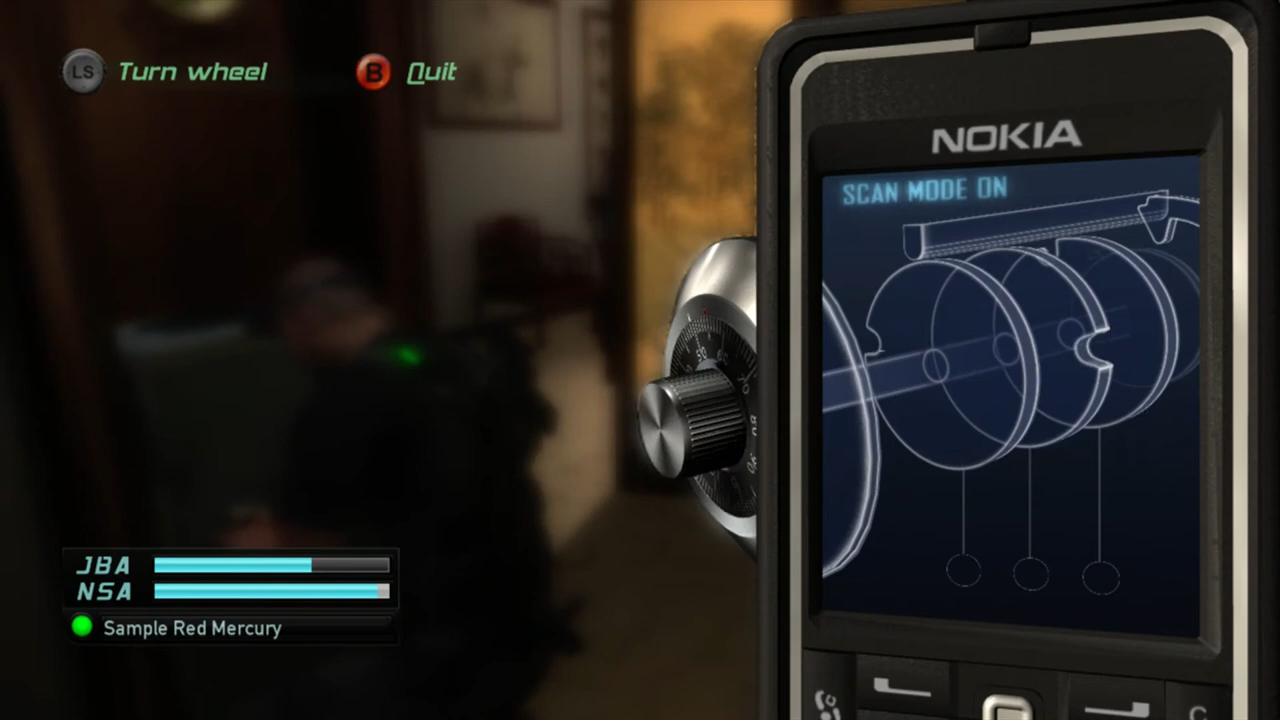 LS Turn wheel B Quit
NOKIA
SCAN MODE ON
JBA
NSA
Sample Red Mercury